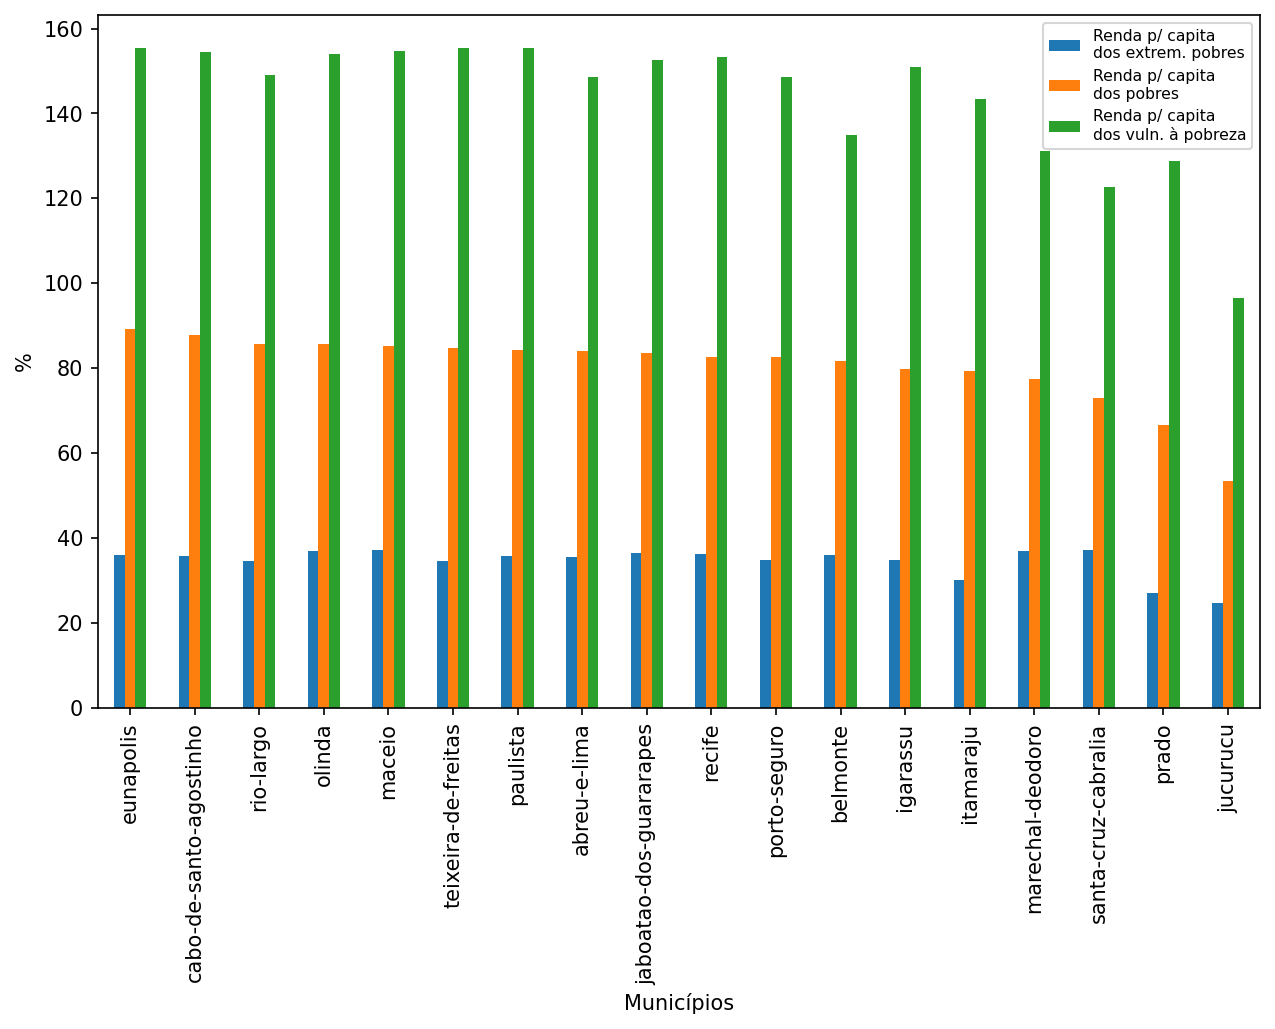 160
140
120
100
80
60
40
20
0
%
Renda p/ capita
dos extrem. pobres
Renda p/ capita
dos pobres
Renda p/ capita
dos vuln. à pobreza
eunapolis
cabo-de-santo-agostinho
rio-largo
olinda
maceio
teixeira-de-freitas
paulista
abreu-e-lima
jaboatao-dos-guararapes
recife
porto-seguro
belmonte
igarassu
itamaraju
marechal-deodoro
santa-cruz-cabralia
prado
jucurucu
Municípios